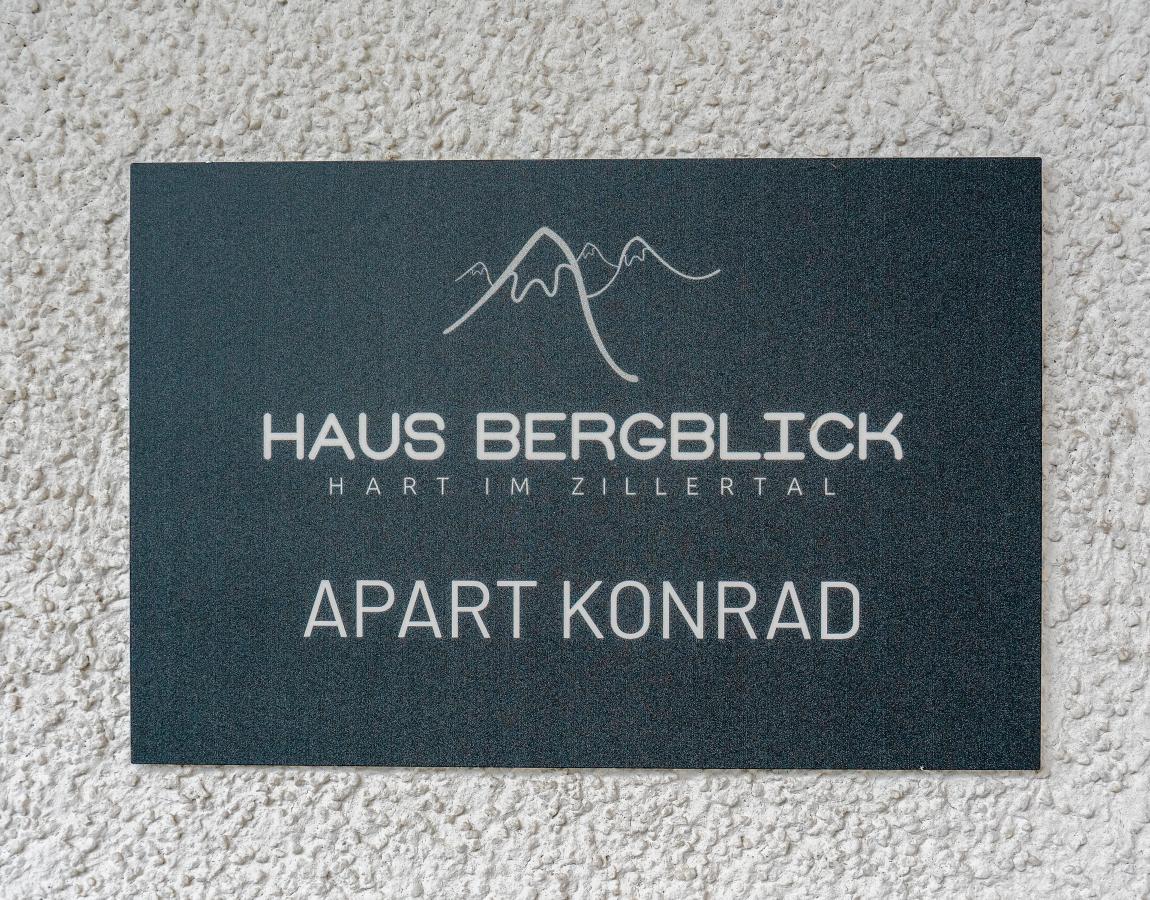 HAUS BERGBLICK
HART IM ZILLERTAL
APART KONRAD